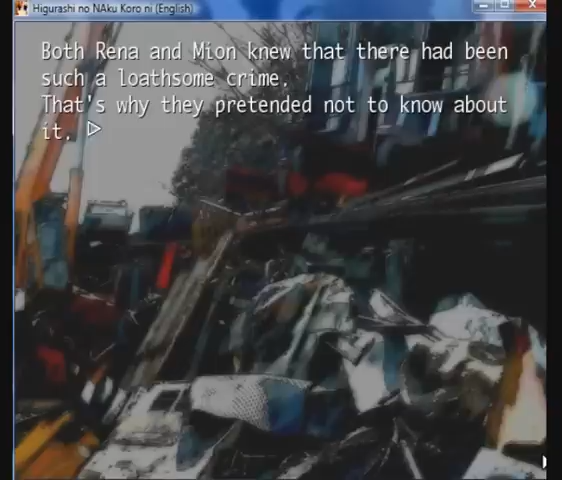 Higurashi no NAku Koro ni (English)
Both Rena and Mion knew that there had been
such a loathsome crime.
That's why they pretended not to know about
it.